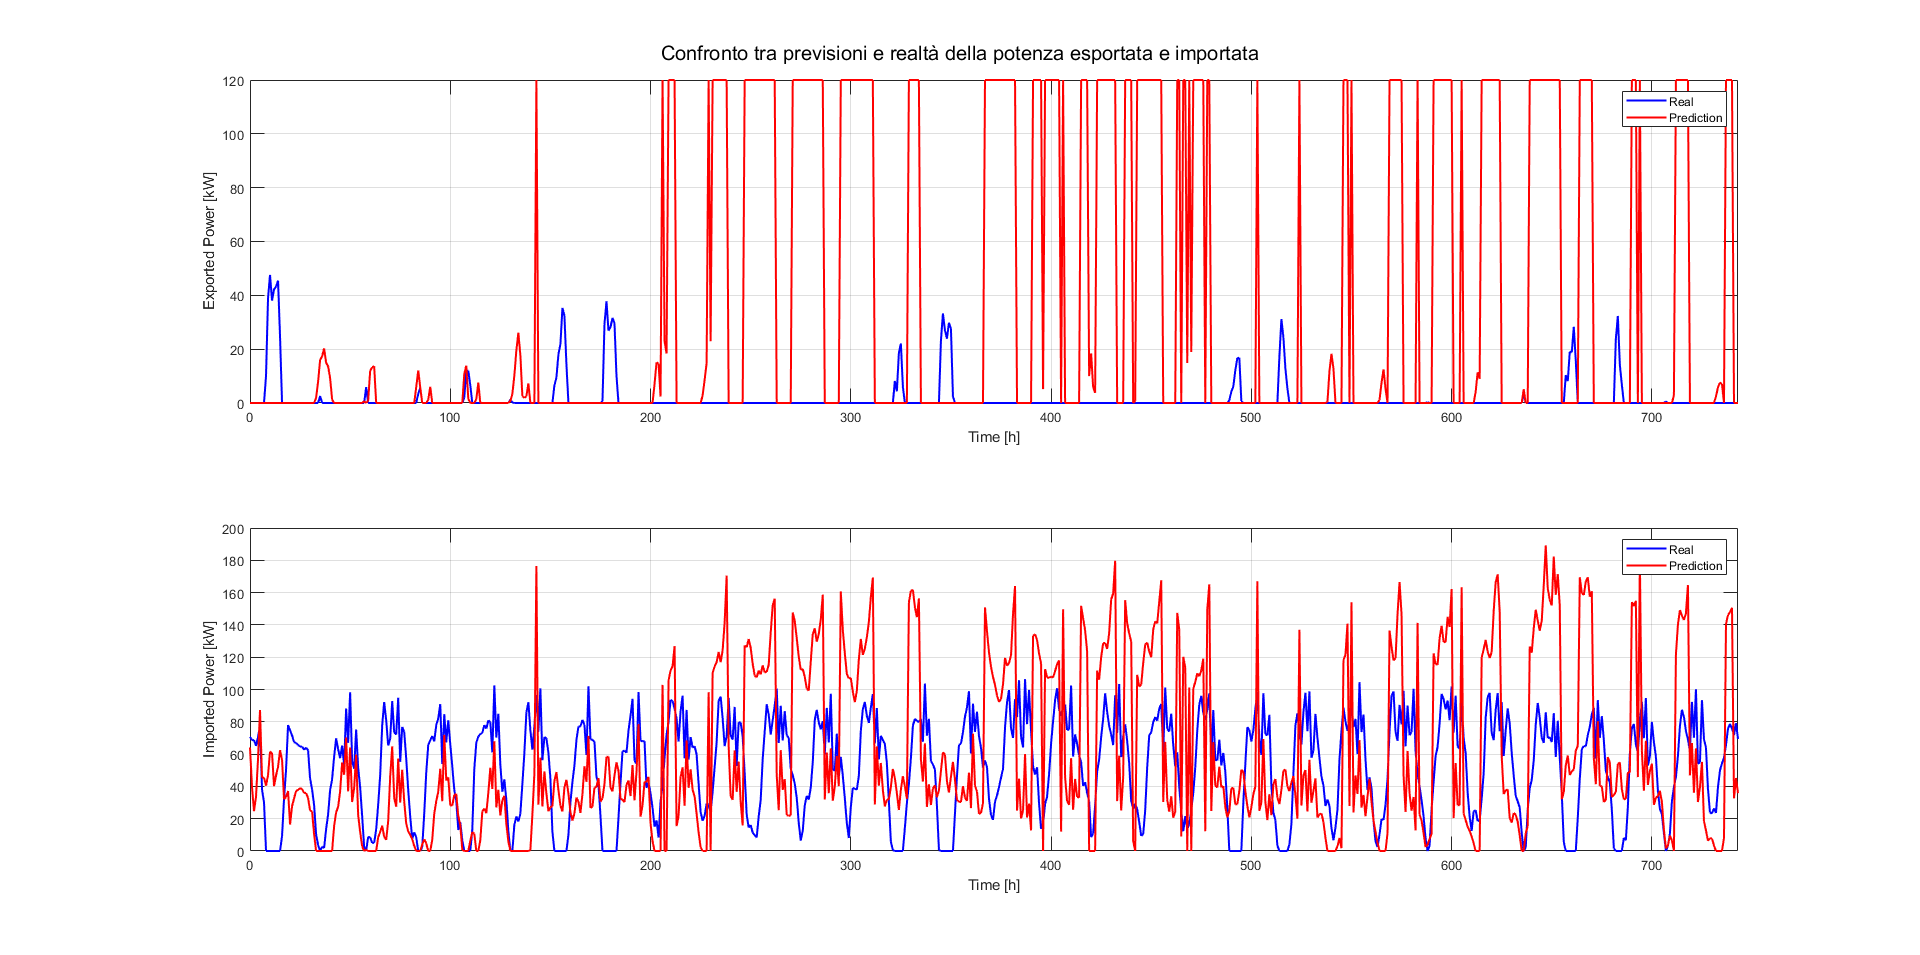 Confronto tra previsioni e realtà della potenza esportata e importata
120
100
80
60
40
20
0
Exported Power [kW]
Real
Prediction
0 100 200 300 400 500 600 700
Time [h]
200
180
160
140
120
100
80
60
40
20
0
Imported Power [kW]
Real
Prediction
0 100 200 300 400 500 600 700
Time [h]